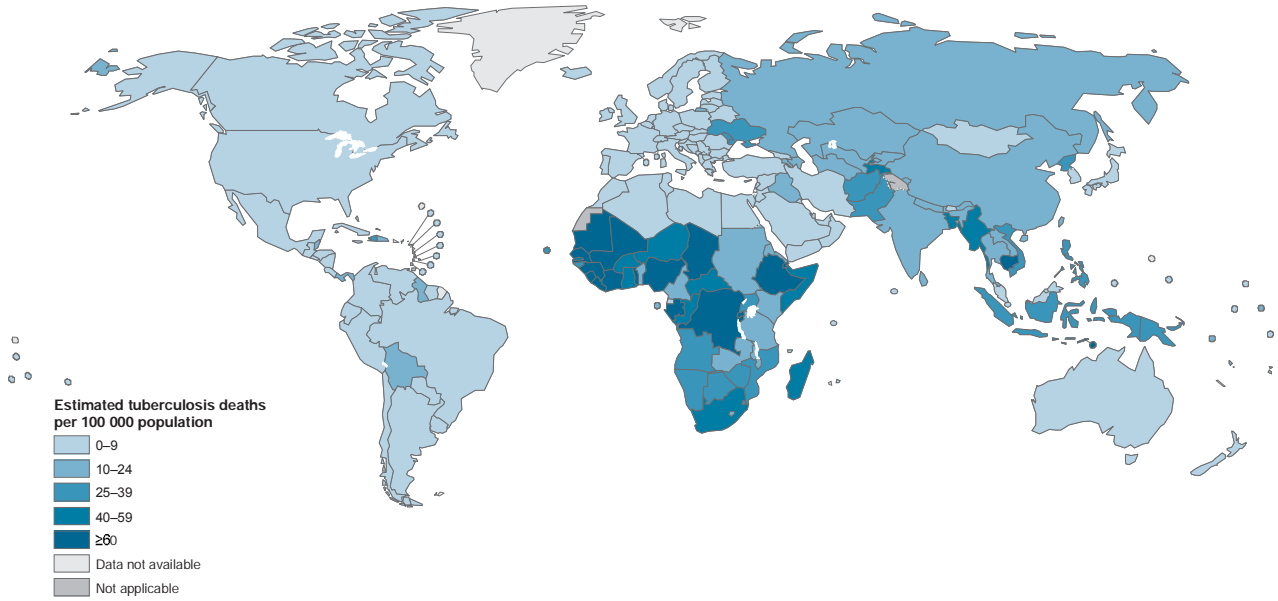 Estimated tuberculosis deaths
per 100 000 population
0–9
10–24
25–39
40–59
≥60
Data not available
Not applicable